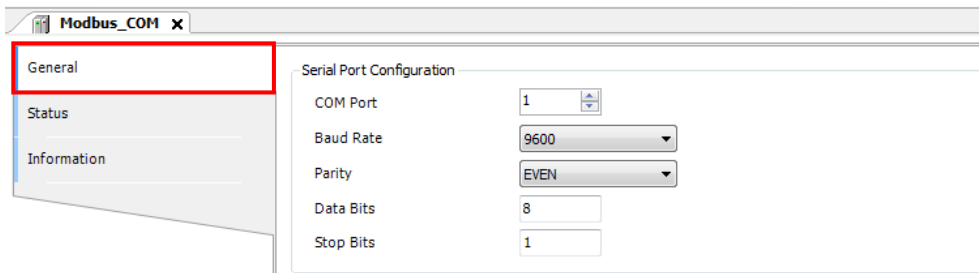 Modbus_COM x
General
Status
Information
Serial Port Configuration
COM Port 1
Baud Rate 9600
Parity EVEN
Data Bits 8
Stop Bits 1